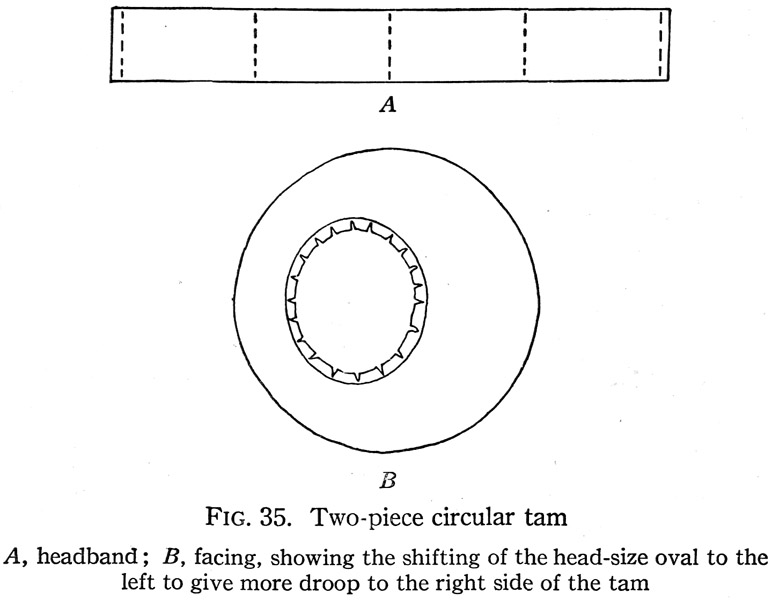 A
B
FIG. 35. Two-piece circular tam
A, headband; B, facing, showing the shifting of the head-size oval to the
left to give more droop to the right side of the tam